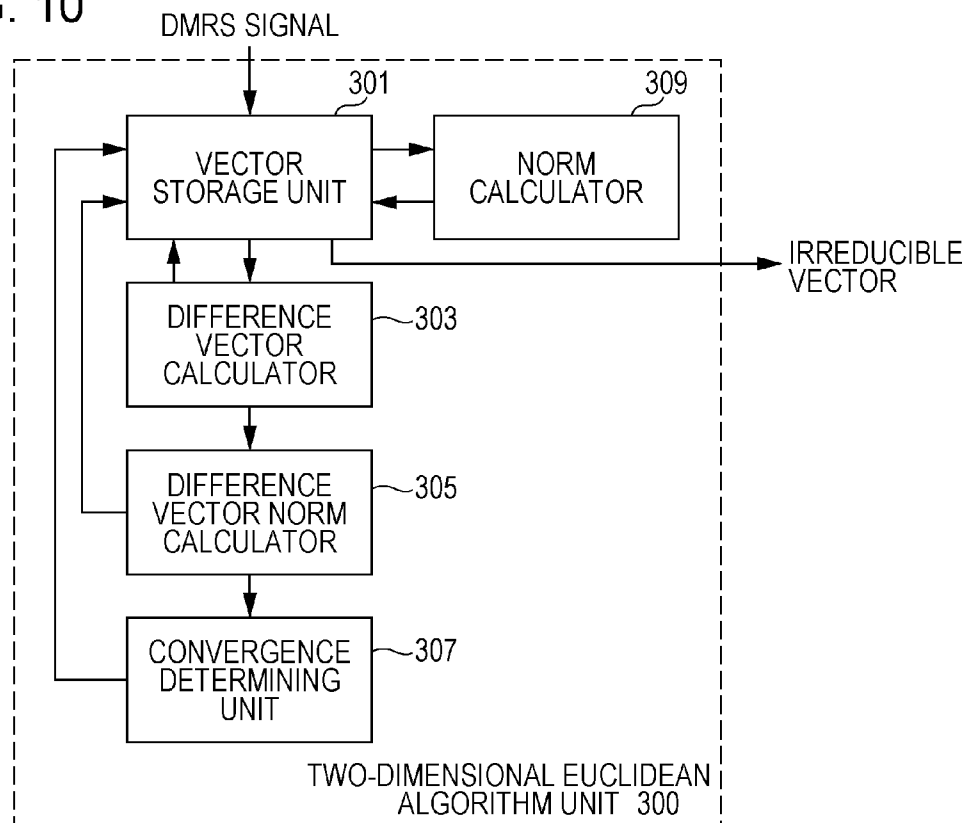 . 10
DMRS SIGNAL
301
309
VECTOR
STORAGE UNIT
NORM
CALCULATOR
IRREDUCIBLE
VECTOR
DIFFERENCE
VECTOR
CALCULATOR
303
DIFFERENCE
VECTOR NORM
CALCULATOR
305
CONVERGENCE
DETERMINING
UNIT
307
TWO-DIMENSIONAL EUCLIDEAN
ALGORITHM UNIT 300